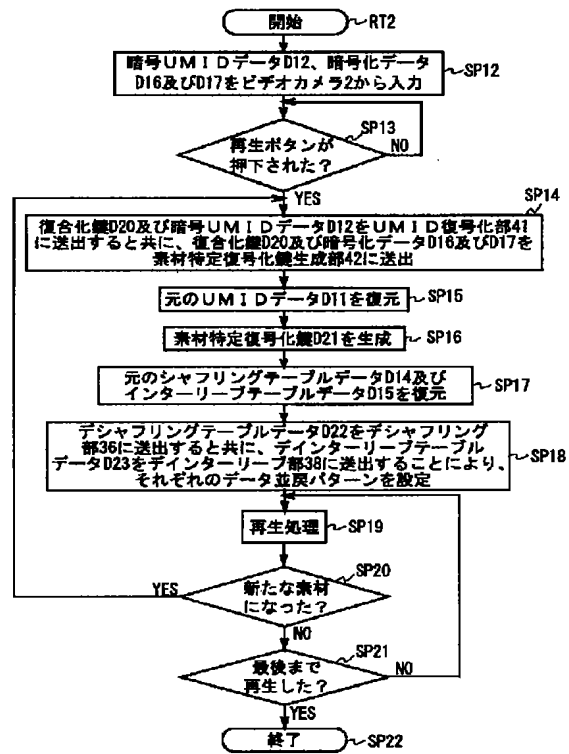 開始
RT2
暗号UMIDデータD12、暗号化データ
D16及びD17をビデオカメラ2から入力
SP12
SP13
再生ボタンが
押下された?
NO
YES
SP14
復合化鍵D20及び暗号UMIDデータD12をUMID復号化部41
に送出すると共に、復合化鍵D20及び暗号化データD16及びD17を
素材特定復号化鍵生成部42に送出
元のUMIDデータD11を復元
SP15
素材特定復号化鍵D21を生成
SP16
元のシャフリングテーブルデータD14及び
インターリーブテーブルデータD15を復元
SP17
デシャフリングテーブルデータD22をデシャフリング
部36に送出すると共に、デインターリーブテーブル
データD23をデインターリーブ部38に送出することにより、
それぞれのデータ並戻パターンを設定
SP18
再生処理
SP19
SP20
YES
新たな素材
になった?
NO
SP21
最後まで
再生した?
NO
YES
終了
SP22